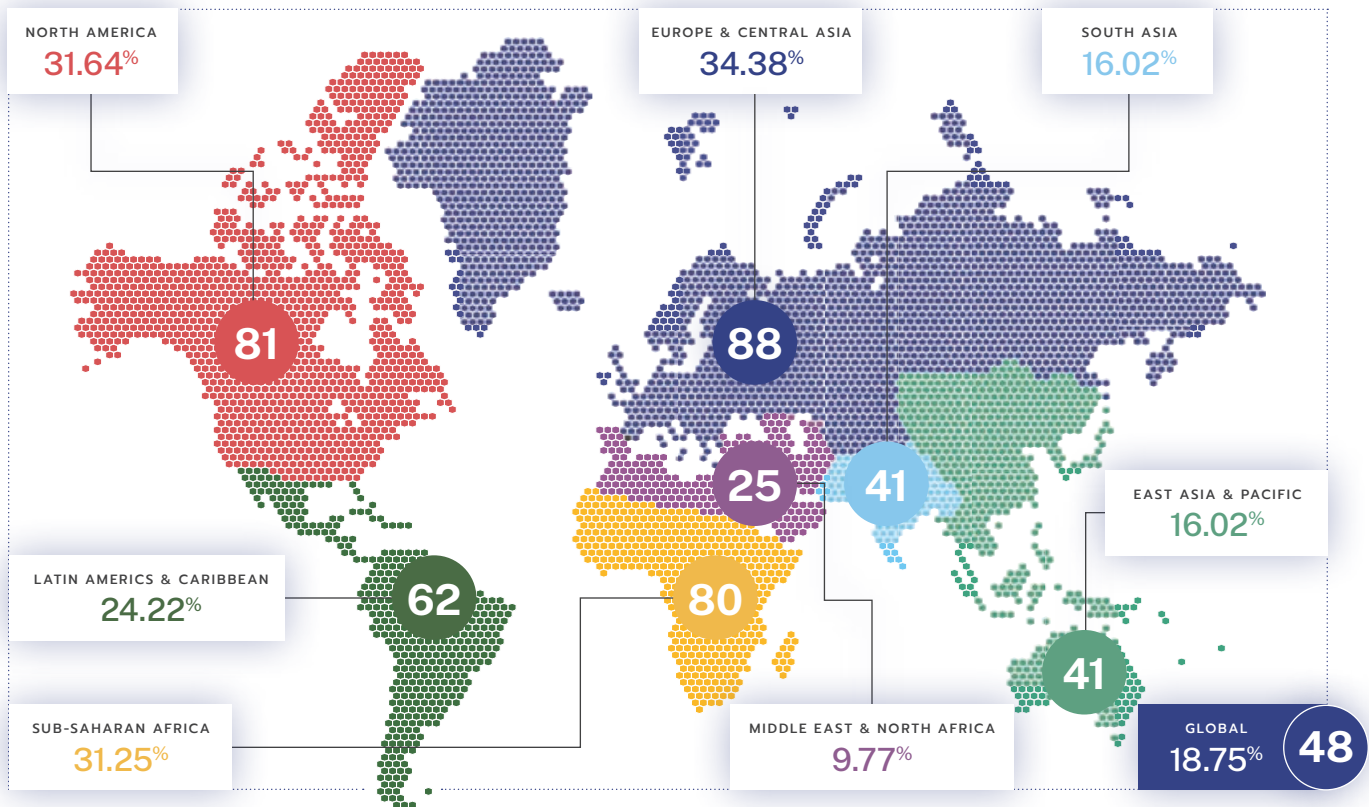 NORTH AMERICA
31.64%
EUROPE & CENTRAL ASIA
34.38%
SOUTH ASIA
16.02%
81
88
25
41
EAST ASIA & PACIFIC
16.02%
LATIN AMERICS & CARIBBEAN
24.22%
62
80
41
SUB-SAHARAN AFRICA
31.25%
MIDDLE EAST & NORTH AFRICA
9.77%
GLOBAL
18.75%
48